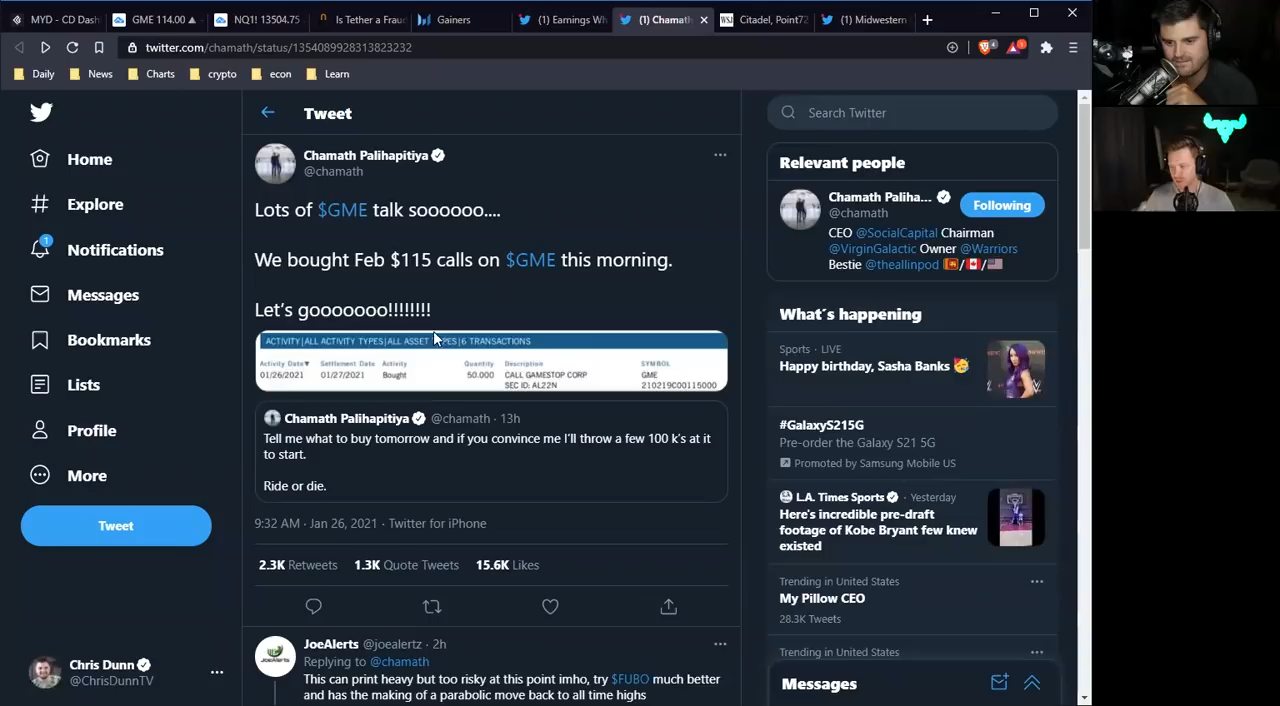 MYD - CD Dash
GME 114.00 ▲
NQ1! 13504.75
Is Tether a Frau
Gainers
(1) Earnings Wh
(1) Chamath
Citadel, Point72
(1) Midwestern
twitter.com/chamath/status/1354089928313823232
Daily
News
Charts
crypto
econ
Learn
Home
Explore
1
Notifications
Messages
Bookmarks
Lists
Profile
More
Tweet
Chris Dunn
@ChrisDunnTV
Tweet
Chamath Palihapitiya
@chamath
Lots of $GME talk soooooo....
We bought Feb $115 calls on $GME this morning.
Let's gooooooo!!!!!!!!
ACTIVITY|ALL ACTIVITY TYPES|ALL ASSET TYPES|6 TRANSACTIONS
Activity Date▼ Settlement Date Activity Quantity Description SYMBOL
01/26/2021 01/27/2021 Bought 50.000 CALL GAMESTOP CORP GME
SEC ID: AL22N 210219C00115000
Chamath Palihapitiya @chamath · 13h
Tell me what to buy tomorrow and if you convince me I'll throw a few 100 k's at it
to start.
Ride or die.
9:32 AM · Jan 26, 2021 · Twitter for iPhone
2.3K Retweets 1.3K Quote Tweets 15.6K Likes
JoeAlerts @joealertz · 2h
Replying to @chamath
This can print heavy but too risky at this point imho, try $FUBO much better
and has the making of a parabolic move back to all time highs
Search Twitter
Relevant people
Chamath Paliha...
@chamath
Following
CEO @SocialCapital Chairman
@VirginGalactic Owner @Warriors
Bestie @theallinpod
What's happening
Sports · LIVE
Happy birthday, Sasha Banks
#GalaxyS215G
Pre-order the Galaxy S21 5G
Promoted by Samsung Mobile US
L.A. Times Sports · Yesterday
Here's incredible pre-draft
footage of Kobe Bryant few knew
existed
Trending in United States
My Pillow CEO
28.3K Tweets
Trending in United States
Messages